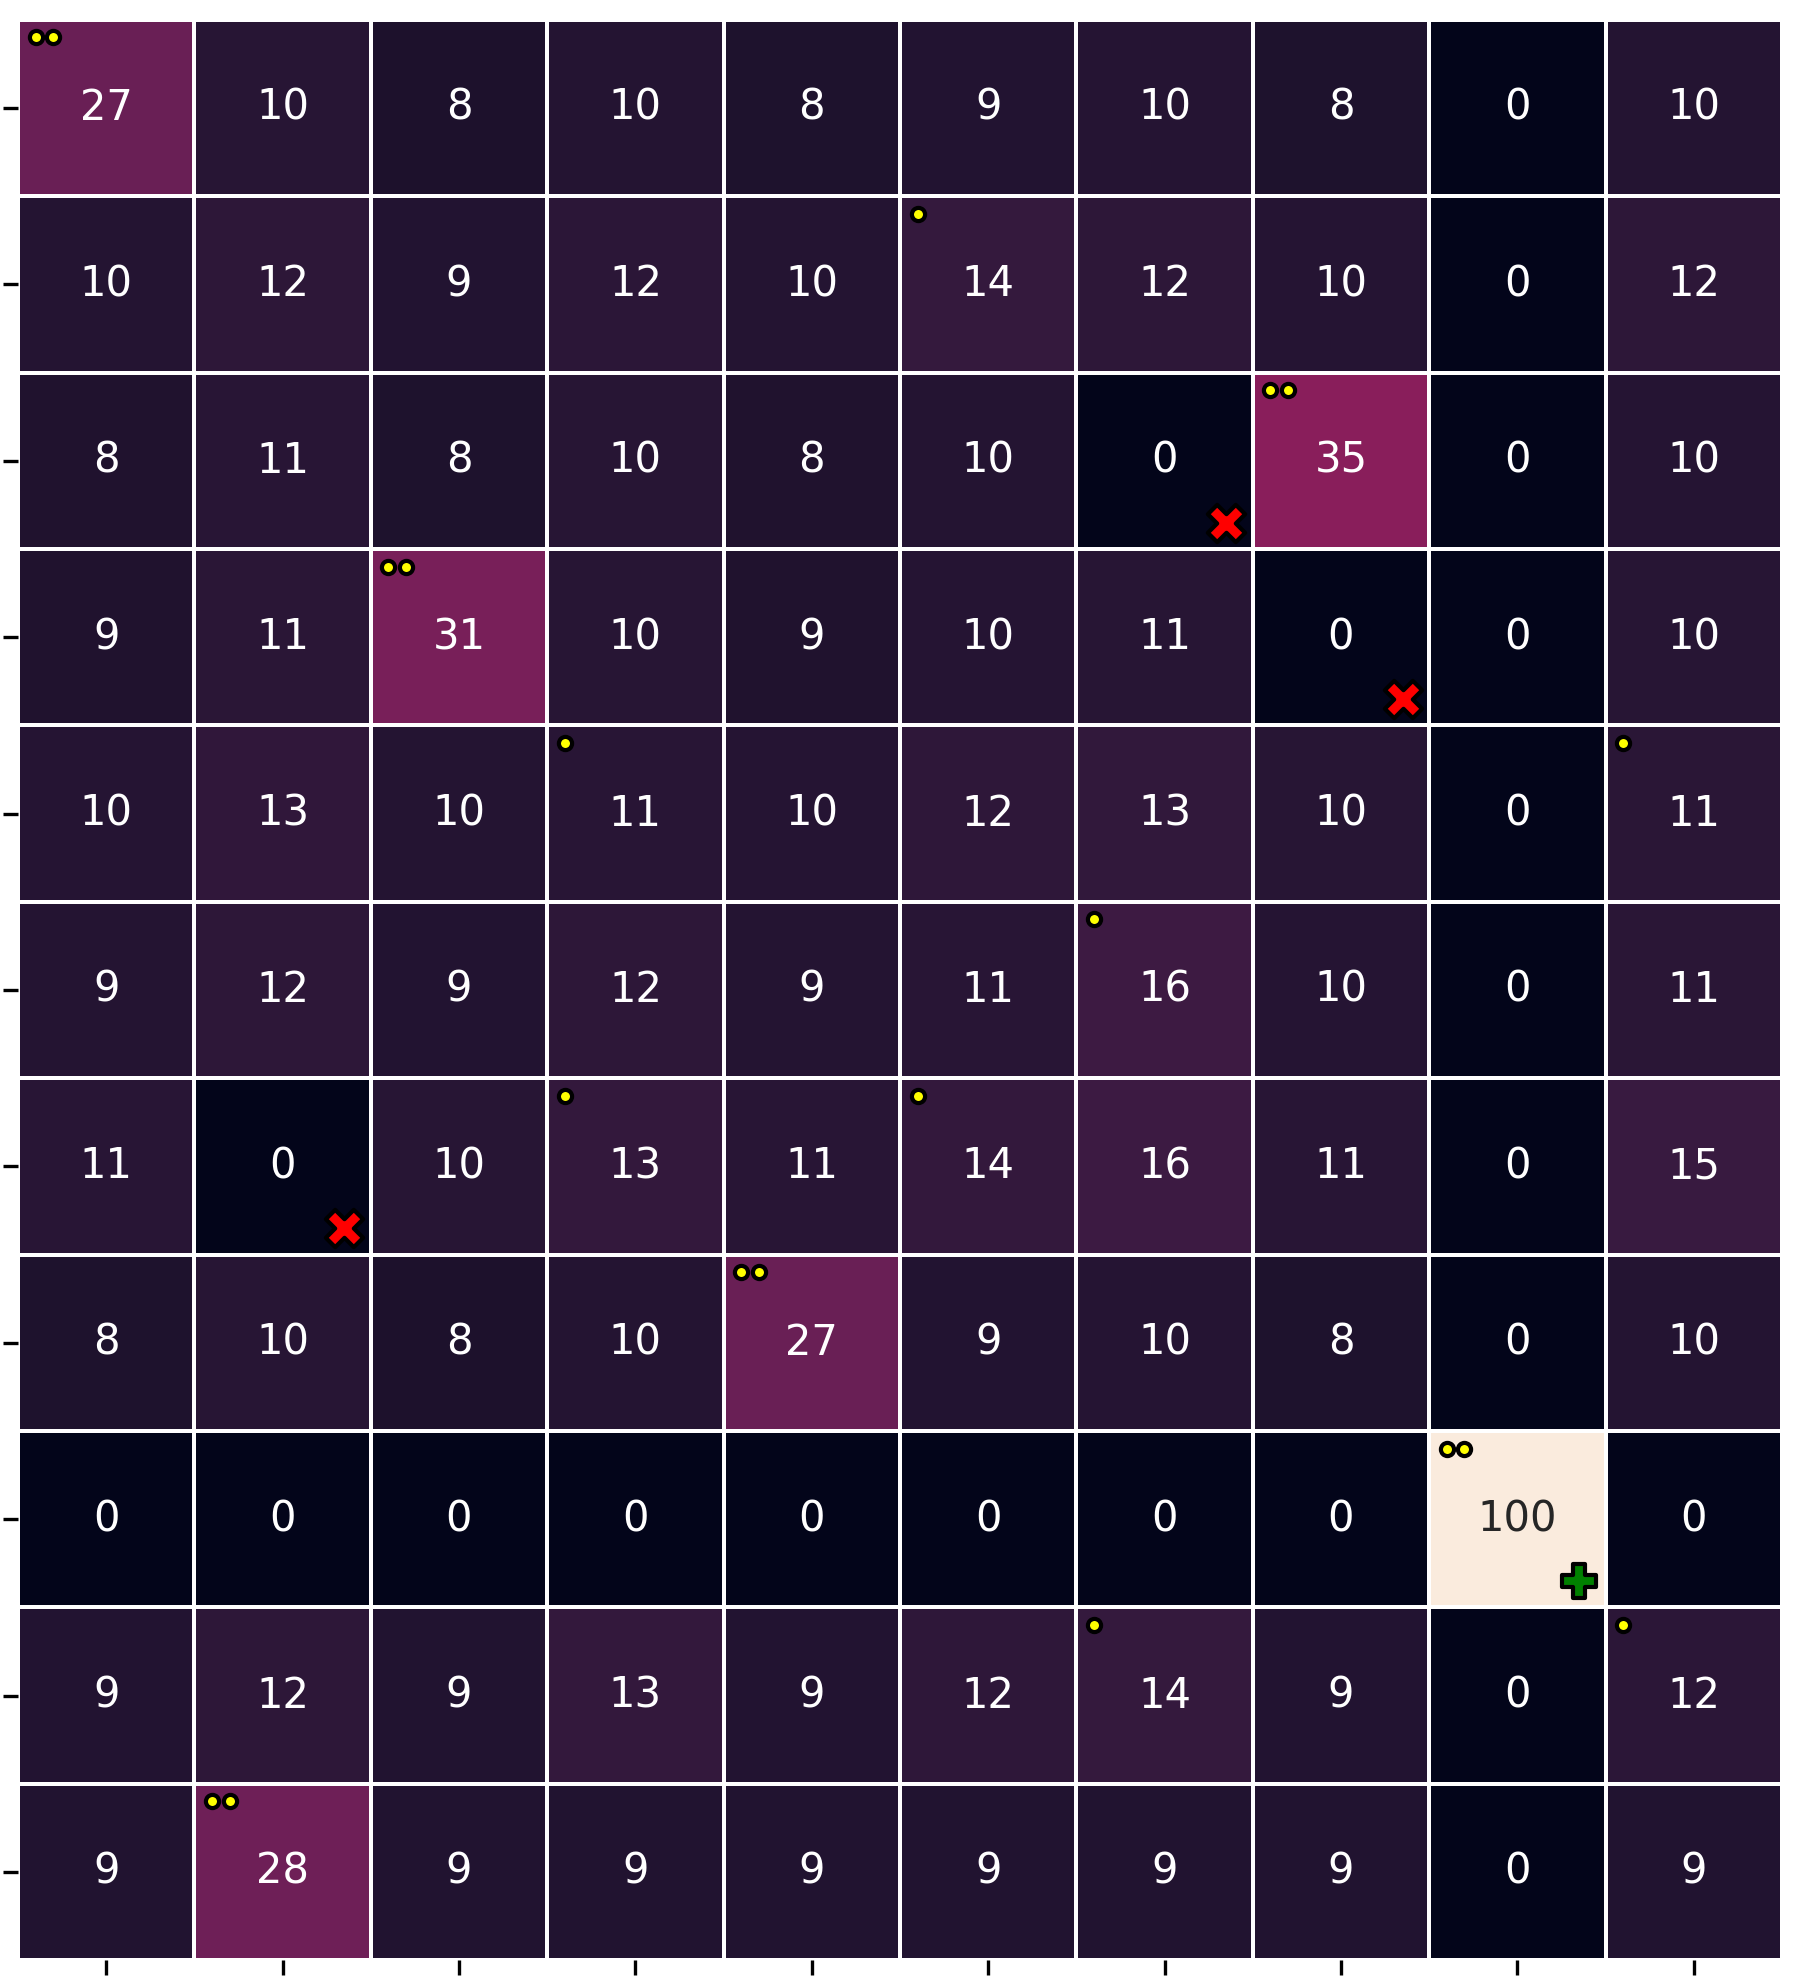 27 10 8 10 8 9 10 8 0 10
10 12 9 12 10 14 12 10 0 12
8 11 8 10 8 10 0 35 0 10
9 11 31 10 9 10 11 0 0 10
10 13 10 11 10 12 13 10 0 11
9 12 9 12 9 11 16 10 0 11
11 0 10 13 11 14 16 11 0 15
8 10 8 10 27 9 10 8 0 10
0 0 0 0 0 0 0 0 100 0
9 12 9 13 9 12 14 9 0 12
9 28 9 9 9 9 9 9 0 9